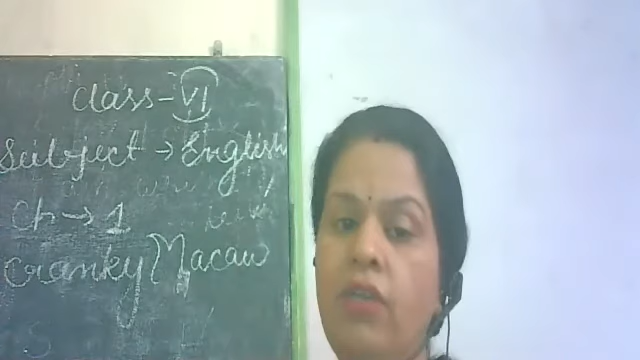 Class - VI
Subject → English
Ch → 1
Cranky Macaw